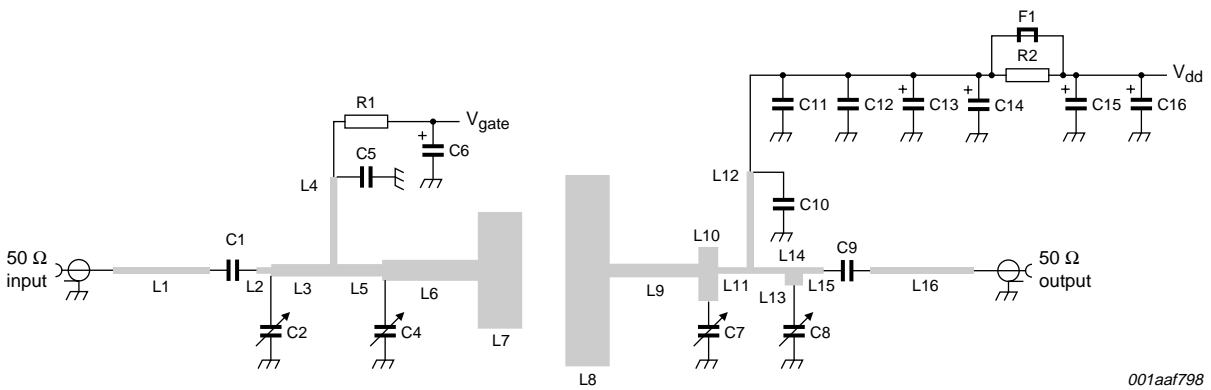 F1
R2
V_dd
+
+
+
+
C11
C12
C13
C14
C15
C16
R1
V_gate
+
C6
C5
L4
L12
C10
50 Ω
input
C1
L10
L14
C9
50 Ω
output
L1
L2
L3
L5
L6
L9
L11
L13
L15
L16
C2
C4
L7
C7
C8
L8
001aaf798